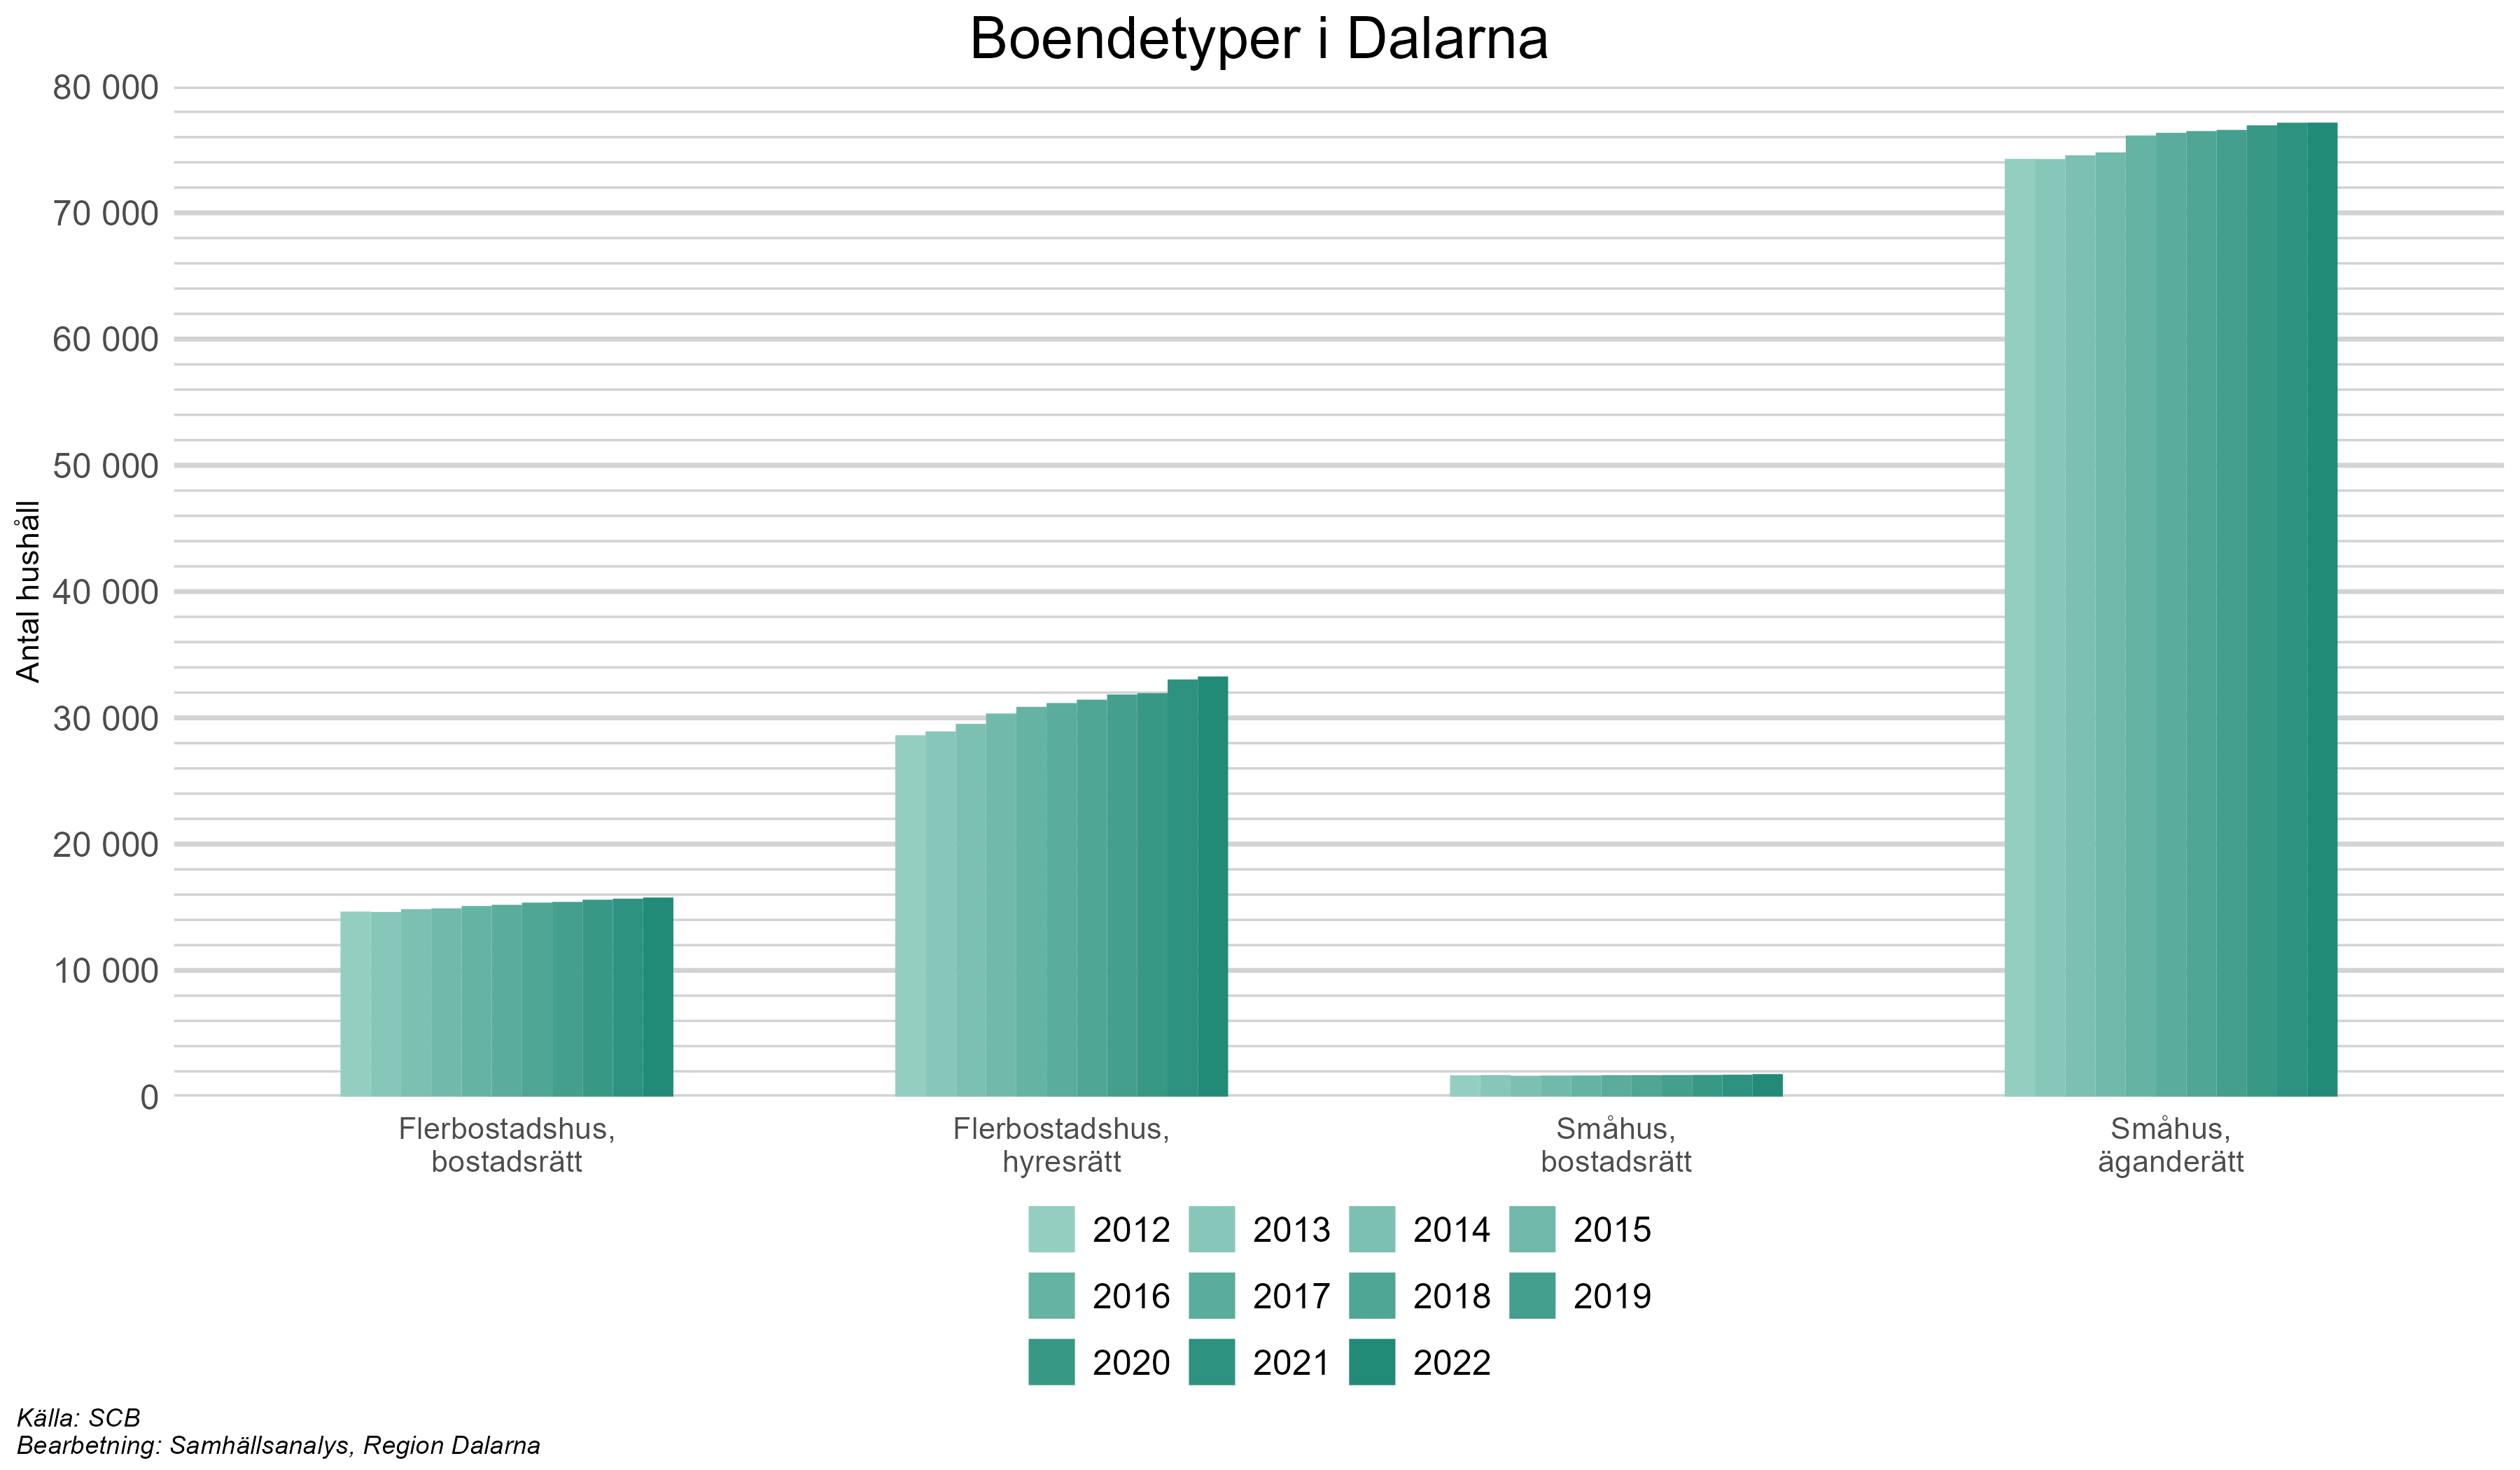 Boendetyper i Dalarna
80 000
70 000
60 000
50 000
40 000
30 000
20 000
10 000
0
Antal hushåll
Flerbostadshus,
bostadsrätt
Flerbostadshus,
hyresrätt
Småhus,
bostadsrätt
Småhus,
äganderätt
2012 2013 2014 2015
2016 2017 2018 2019
2020 2021 2022
Källa: SCB
Bearbetning: Samhällsanalys, Region Dalarna